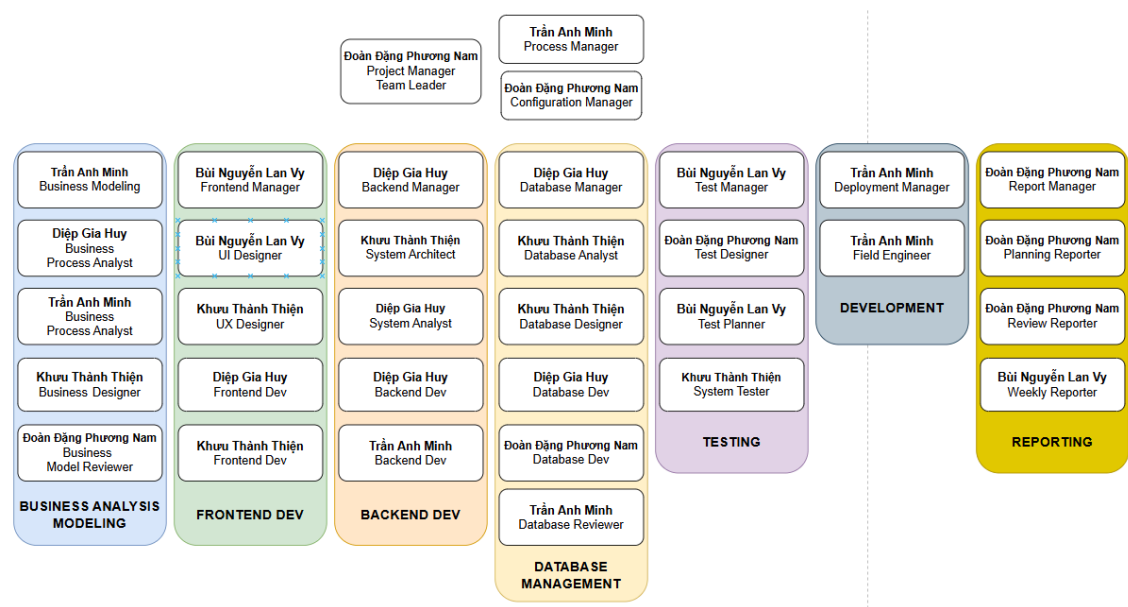 Trần Anh Minh
Process Manager
Đoàn Đặng Phương Nam
Project Manager
Team Leader
Đoàn Đặng Phương Nam
Configuration Manager
Trần Anh Minh
Business Modeling
Diệp Gia Huy
Business
Process Analyst
Trần Anh Minh
Business
Process Analyst
Khưu Thành Thiện
Business Designer
Đoàn Đặng Phương Nam
Business
Model Reviewer
BUSINESS ANALYSIS
MODELING
Bùi Nguyễn Lan Vy
Frontend Manager
Bùi Nguyễn Lan Vy
UI Designer
Khưu Thành Thiện
UX Designer
Diệp Gia Huy
Frontend Dev
Khưu Thành Thiện
Frontend Dev
FRONTEND DEV
Diệp Gia Huy
Backend Manager
Khưu Thành Thiện
System Architect
Diệp Gia Huy
System Analyst
Diệp Gia Huy
Backend Dev
Trần Anh Minh
Backend Dev
BACKEND DEV
Diệp Gia Huy
Database Manager
Khưu Thành Thiện
Database Analyst
Khưu Thành Thiện
Database Designer
Diệp Gia Huy
Database Dev
Đoàn Đặng Phương Nam
Database Dev
Trần Anh Minh
Database Reviewer
DATABASE
MANAGEMENT
Bùi Nguyễn Lan Vy
Test Manager
Đoàn Đặng Phương Nam
Test Designer
Bùi Nguyễn Lan Vy
Test Planner
Khưu Thành Thiện
System Tester
TESTING
Trần Anh Minh
Deployment Manager
Trần Anh Minh
Field Engineer
DEVELOPMENT
Đoàn Đặng Phương Nam
Report Manager
Đoàn Đặng Phương Nam
Planning Reporter
Đoàn Đặng Phương Nam
Review Reporter
Bùi Nguyễn Lan Vy
Weekly Reporter
REPORTING